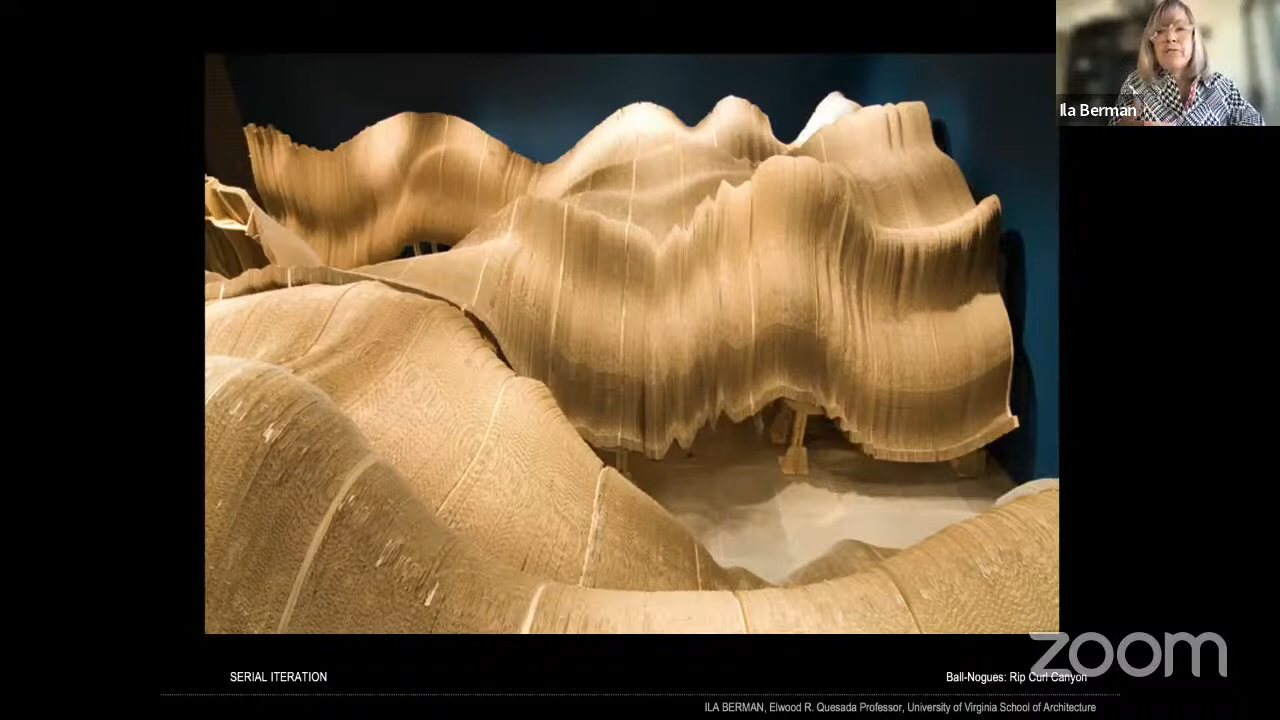 Ila Berman
zoom
SERIAL ITERATION
Ball-Nogues: Rip Curl Canyon
ILA BERMAN, Elwood R. Quesada Professor, University of Virginia School of Architecture